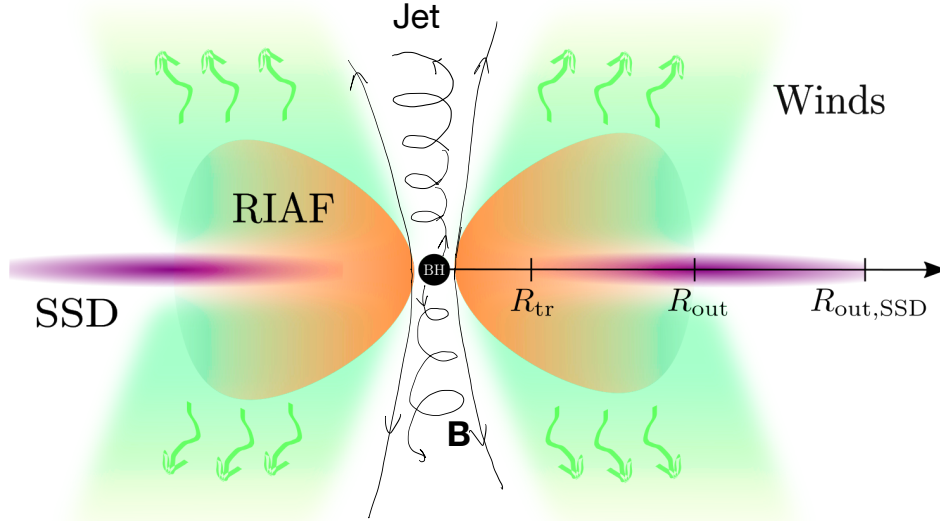 Jet
Winds
RIAF
BH
SSD
R_tr
R_out
R_out,SSD
B